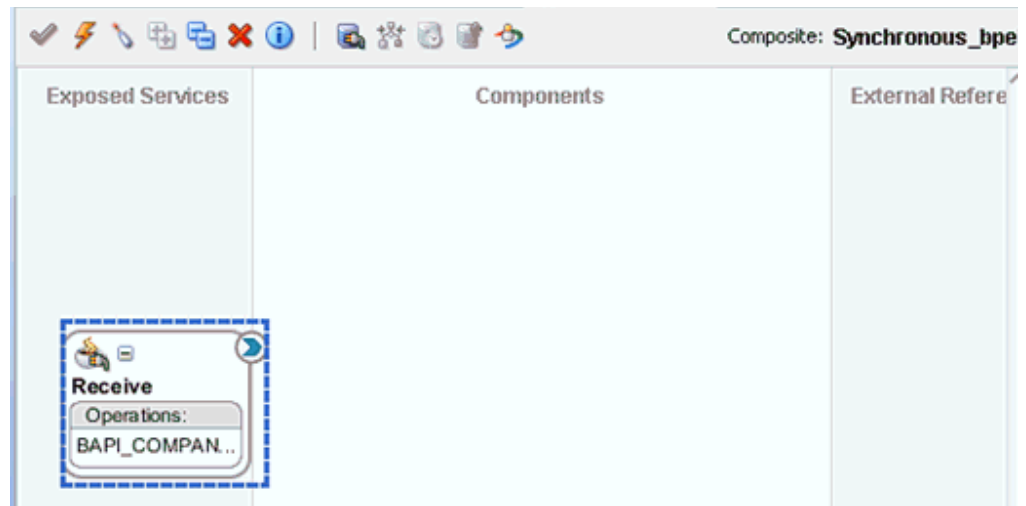 Composite: Synchronous_bpe
Exposed Services
Components
External Refere
Receive
Operations:
BAPI_COMPAN...